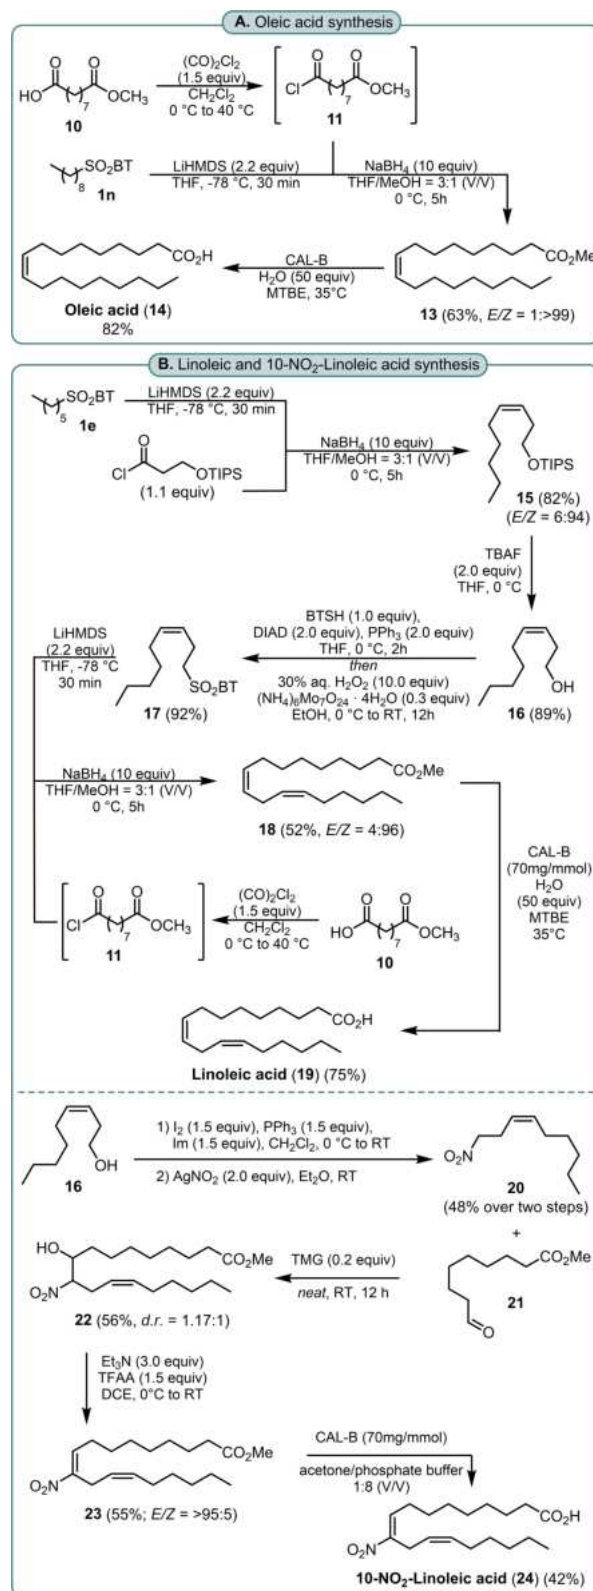 A. Oleic acid synthesis
O O
HO 7 OCH3
10
(CO)2Cl2
(1.5 equiv)
CH2Cl2
0 °C to 40 °C
O O
Cl 7 OCH3
11
SO2BT
8
1n
LiHMDS (2.2 equiv)
THF, -78 °C, 30 min
NaBH4 (10 equiv)
THF/MeOH = 3:1 (V/V)
0 °C, 5h
CO2H
Oleic acid (14)
82%
CAL-B
H2O (50 equiv)
MTBE, 35°C
CO2Me
13 (63%, E/Z = 1:>99)
B. Linoleic and 10-NO2-Linoleic acid synthesis
SO2BT
5
1e
LiHMDS (2.2 equiv)
THF, -78 °C, 30 min
O
Cl OTIPS
(1.1 equiv)
NaBH4 (10 equiv)
THF/MeOH = 3:1 (V/V)
0 °C, 5h
OTIPS
15 (82%)
(E/Z = 6:94)
TBAF
(2.0 equiv)
THF, 0 °C
LiHMDS
(2.2 equiv)
THF, -78 °C
30 min
SO2BT
17 (92%)
BTSH (1.0 equiv),
DIAD (2.0 equiv), PPh3 (2.0 equiv)
THF, 0 °C, 2h
then
30% aq. H2O2 (10.0 equiv)
(NH4)6Mo7O24 · 4H2O (0.3 equiv)
EtOH, 0 °C to RT, 12h
OH
16 (89%)
NaBH4 (10 equiv)
THF/MeOH = 3:1 (V/V)
0 °C, 5h
CO2Me
18 (52%, E/Z = 4:96)
CAL-B
(70mg/mmol)
H2O
(50 equiv)
MTBE
35°C
O O
Cl 7 OCH3
11
(CO)2Cl2
(1.5 equiv)
CH2Cl2
0 °C to 40 °C
O O
HO 7 OCH3
10
CO2H
Linoleic acid (19) (75%)
OH
16
1) I2 (1.5 equiv), PPh3 (1.5 equiv),
Im (1.5 equiv), CH2Cl2, 0 °C to RT
2) AgNO2 (2.0 equiv), Et2O, RT
O2N
20
(48% over two steps)
+
CO2Me
21
O
HO
CO2Me
O2N
22 (56%, d.r. = 1.17:1)
TMG (0.2 equiv)
neat, RT, 12 h
Et3N (3.0 equiv)
TFAA (1.5 equiv)
DCE, 0°C to RT
CO2Me
O2N
23 (55%; E/Z = >95:5)
CAL-B (70mg/mmol)
acetone/phosphate buffer
1:8 (V/V)
CO2H
O2N
10-NO2-Linoleic acid (24) (42%)